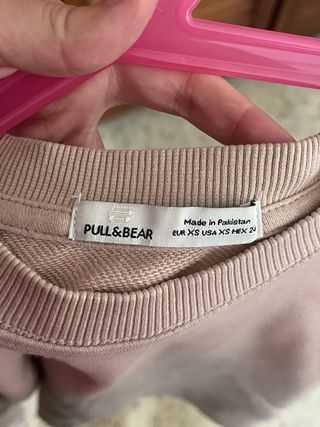 PULL&BEAR
Made in Pakistan
EUR XS USA XS MEX 24